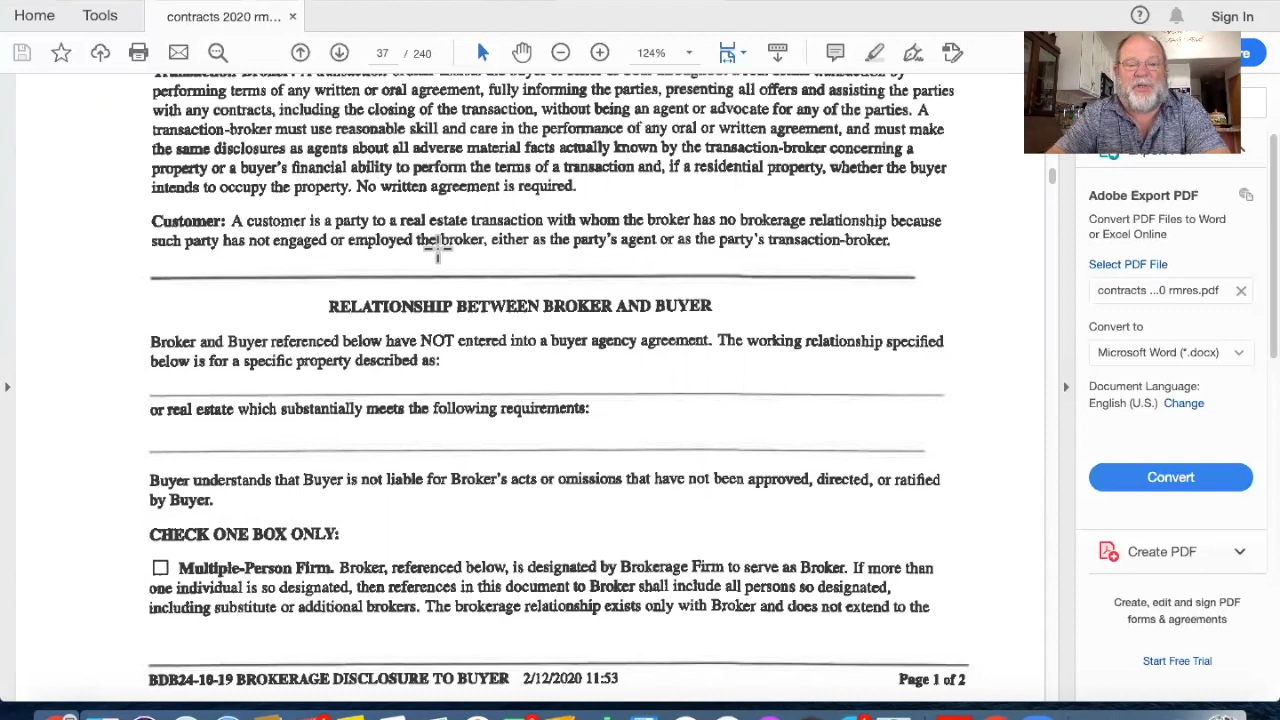 Home Tools contracts 2020 rm... × Sign In
37 / 240 124%
performing terms of any written or oral agreement, fully informing the parties, presenting all offers and assisting the parties
with any contracts, including the closing of the transaction, without being an agent or advocate for any of the parties. A
transaction-broker must use reasonable skill and care in the performance of any oral or written agreement, and must make
the same disclosures as agents about all adverse material facts actually known by the transaction-broker concerning a
property or a buyer's financial ability to perform the terms of a transaction and, if a residential property, whether the buyer
intends to occupy the property. No written agreement is required.
Customer: A customer is a party to a real estate transaction with whom the broker has no brokerage relationship because
such party has not engaged or employed the broker, either as the party's agent or as the party's transaction-broker.
RELATIONSHIP BETWEEN BROKER AND BUYER
Broker and Buyer referenced below have NOT entered into a buyer agency agreement. The working relationship specified
below is for a specific property described as:
or real estate which substantially meets the following requirements:
Buyer understands that Buyer is not liable for Broker's acts or omissions that have not been approved, directed, or ratified
by Buyer.
CHECK ONE BOX ONLY:
Multiple-Person Firm. Broker, referenced below, is designated by Brokerage Firm to serve as Broker. If more than
one individual is so designated, then references in this document to Broker shall include all persons so designated,
including substitute or additional brokers. The brokerage relationship exists only with Broker and does not extend to the
BDB24-10-19 BROKERAGE DISCLOSURE TO BUYER 2/12/2020 11:53 Page 1 of 2
Adobe Export PDF
Convert PDF Files to Word
or Excel Online
Select PDF File
contracts ...0 rmres.pdf
Convert to
Microsoft Word (*.docx)
Document Language:
English (U.S.) Change
Convert
Create PDF
Create, edit and sign PDF
forms & agreements
Start Free Trial